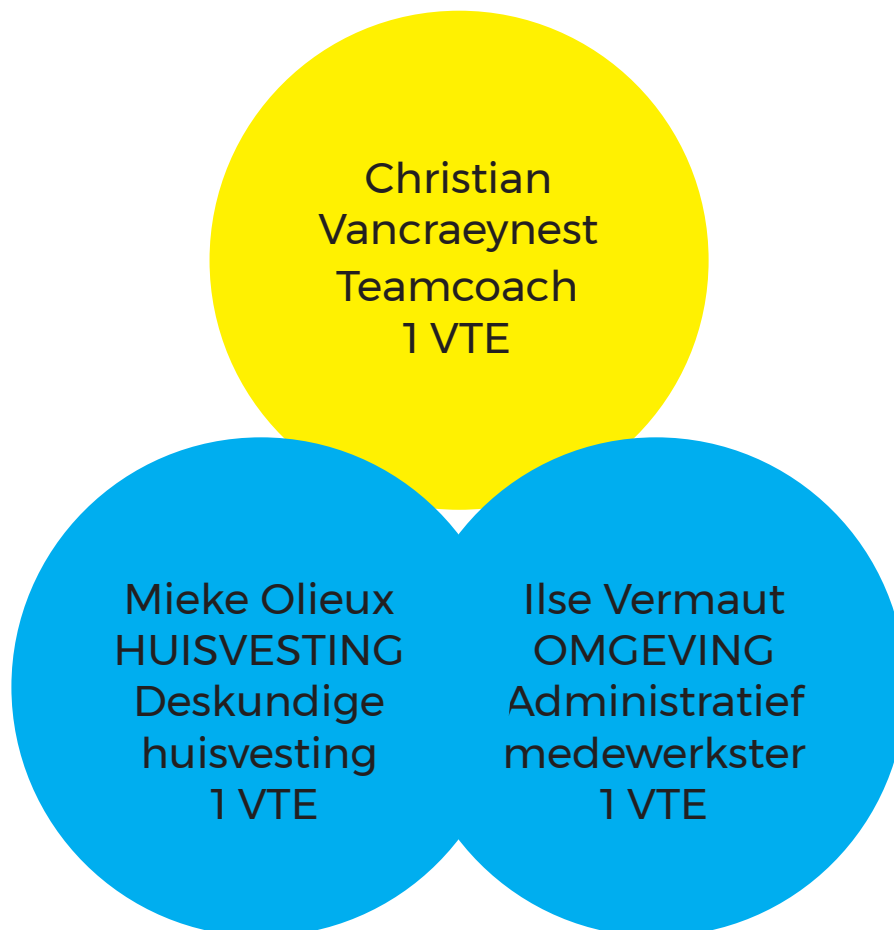 Christian
Vancraeynest
Teamcoach
1 VTE
Mieke Olieux
HUISVESTING
Deskundige
huisvesting
1 VTE
Ilse Vermaut
OMGEVING
Administratief
medewerkster
1 VTE